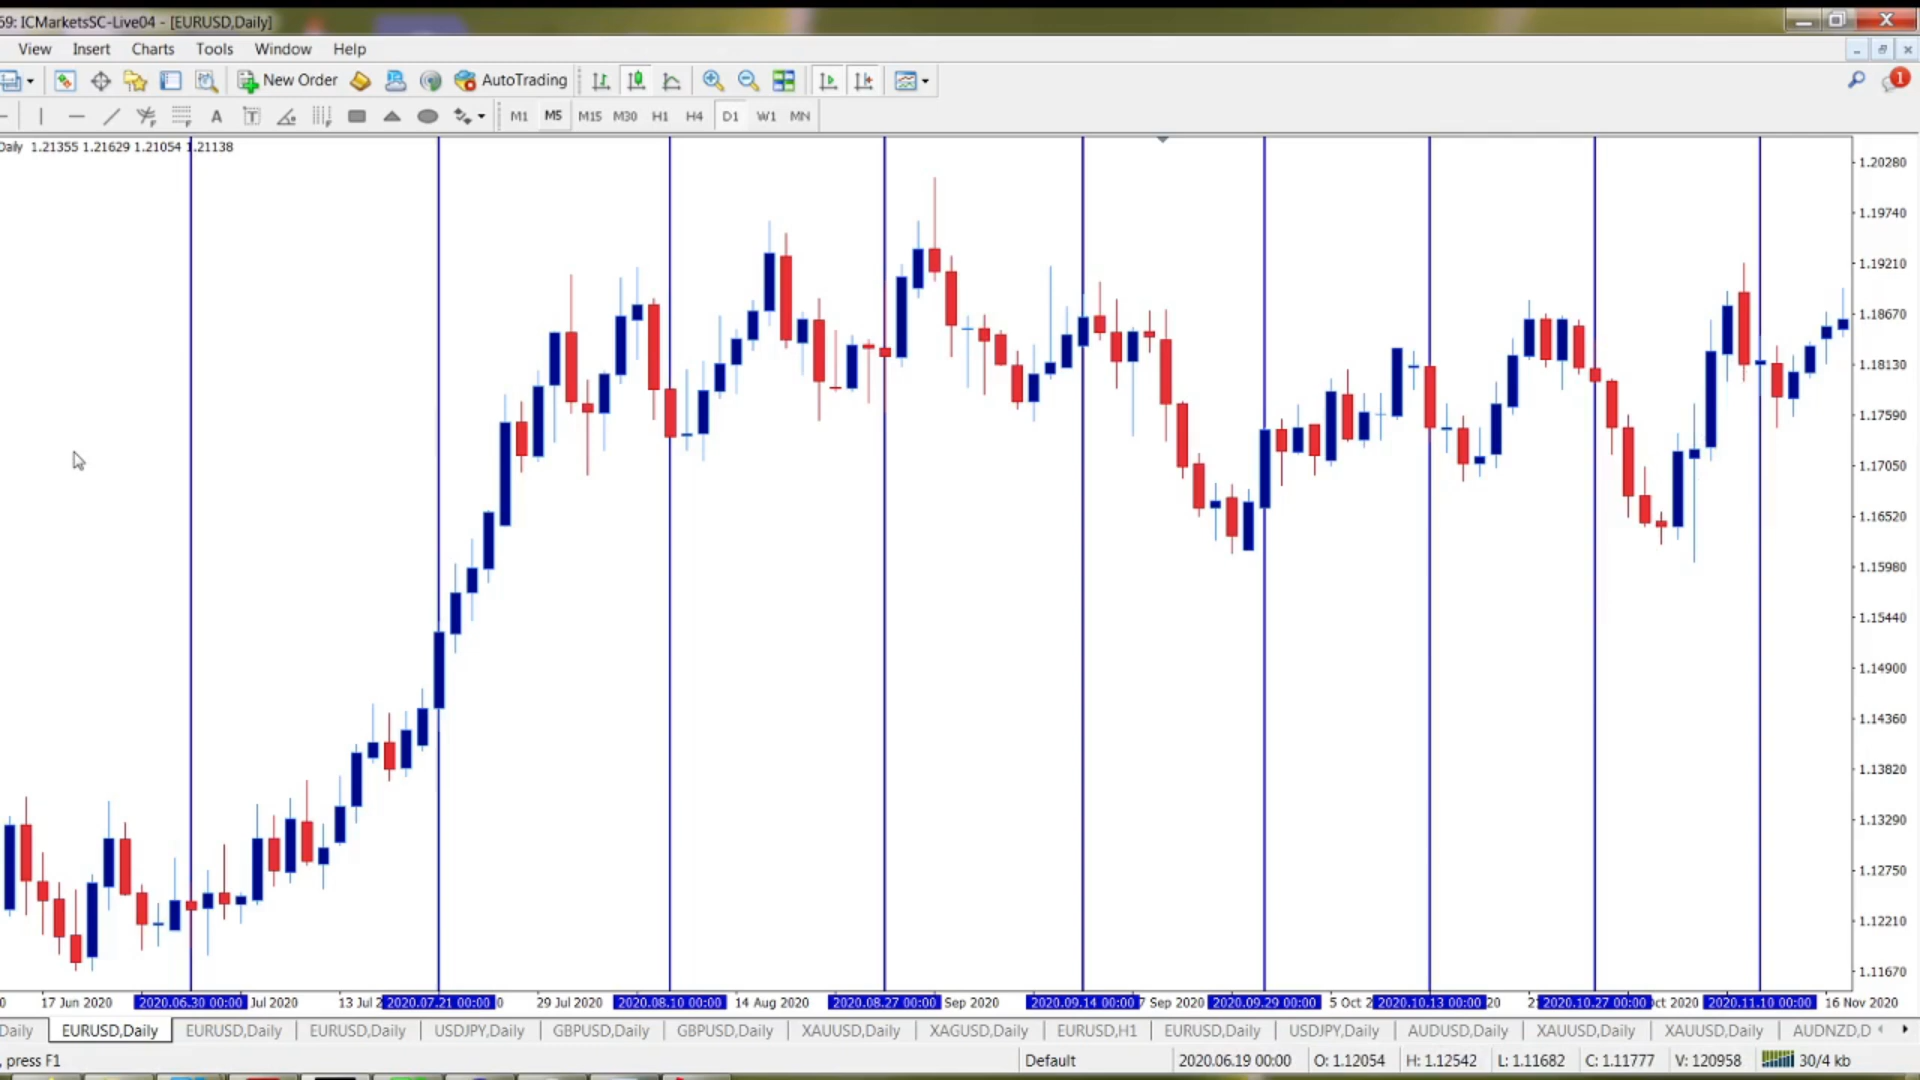 59: ICMarketsSC-Live04 - [EURUSD,Daily]
View Insert Charts Tools Window Help
New Order AutoTrading 1
A T M1 M5 M15 M30 H1 H4 D1 W1 MN
Daily 1.21355 1.21629 1.21054 1.21138
1.20280
1.19740
1.19210
1.18670
1.18130
1.17590
1.17050
1.16520
1.15980
1.15440
1.14900
1.14360
1.13820
1.13290
1.12750
1.12210
1.11670
0 17 Jun 2020 2020.06.30 00:00 Jul 2020 13 Jul 2 2020.07.21 00:00 0 29 Jul 2020 2020.08.10 00:00 14 Aug 2020 2020.08.27 00:00 Sep 2020 2020.09.14 00:00 7 Sep 2020 2020.09.29 00:00 5 Oct 2 2020.10.13 00:00 20 2 2020.10.27 00:00 Oct 2020 2020.11.10 00:00 16 Nov 2020
Daily EURUSD,Daily EURUSD,Daily EURUSD,Daily USDJPY,Daily GBPUSD,Daily GBPUSD,Daily XAUUSD,Daily XAGUSD,Daily EURUSD,H1 EURUSD,Daily USDJPY,Daily AUDUSD,Daily XAUUSD,Daily XAUUSD,Daily AUDNZD,D
, press F1 Default 2020.06.19 00:00 O: 1.12054 H: 1.12542 L: 1.11682 C: 1.11777 V: 120958 30/4 kb